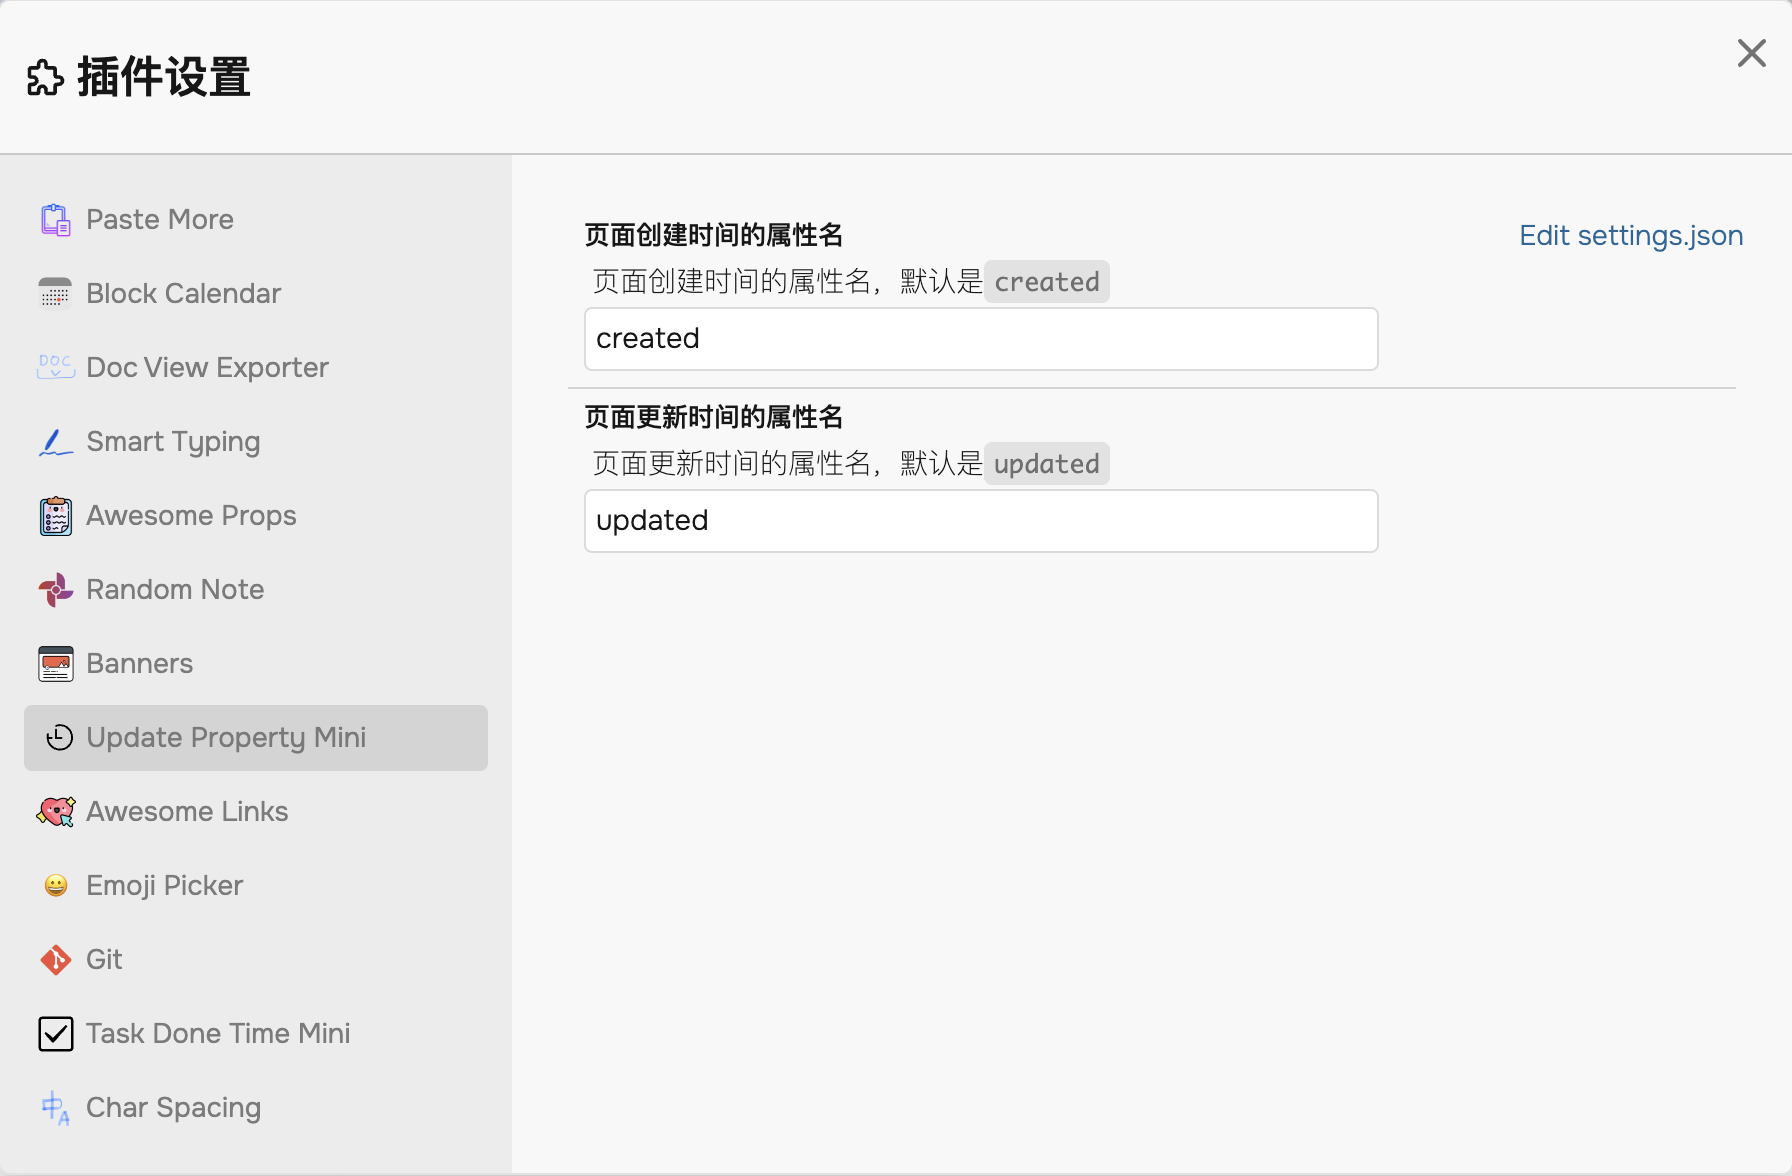 插件设置
Paste More
Block Calendar
DOC
Doc View Exporter
Smart Typing
Awesome Props
Random Note
Banners
Update Property Mini
Awesome Links
Emoji Picker
Git
Task Done Time Mini
Char Spacing
页面创建时间的属性名
Edit settings.json
页面创建时间的属性名，默认是 created
created
页面更新时间的属性名
页面更新时间的属性名，默认是 updated
updated